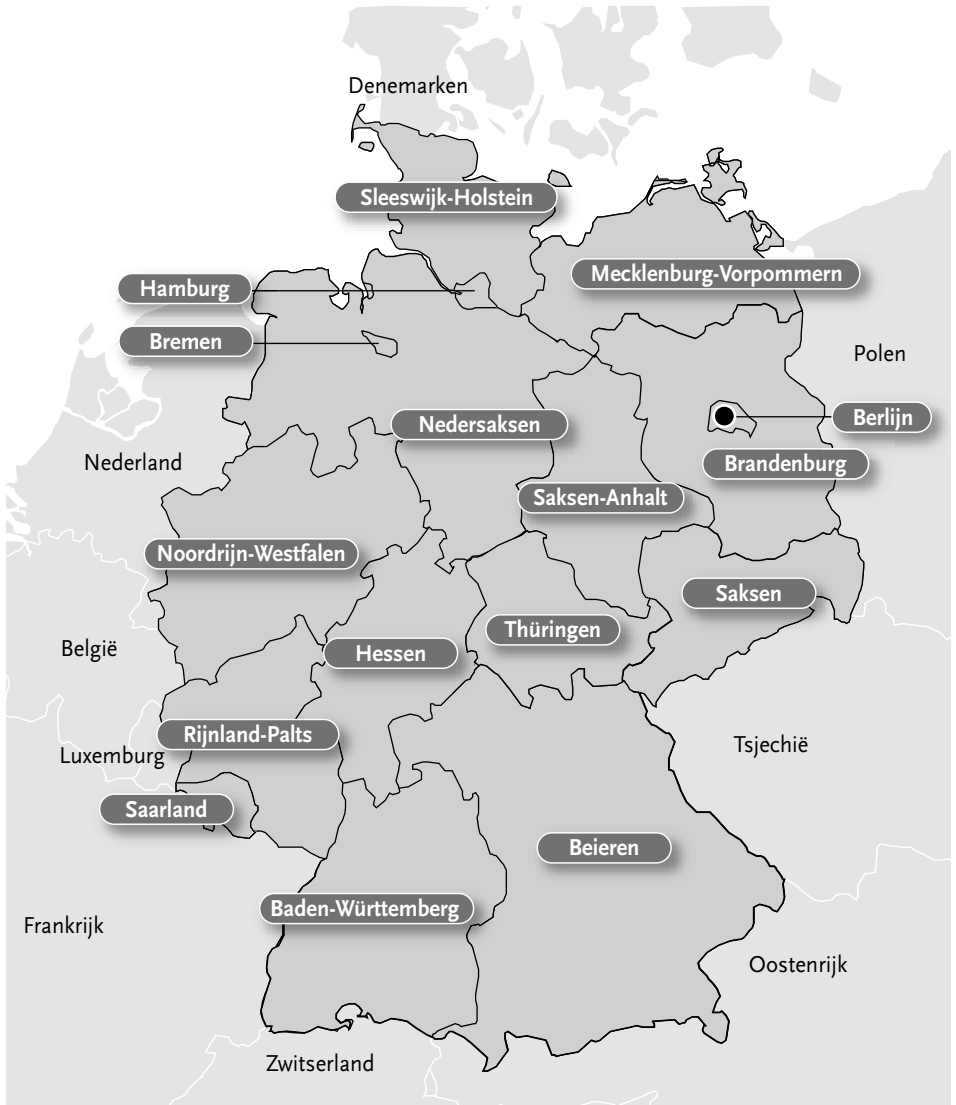 Denemarken
Sleeswijk-Holstein
Mecklenburg-Vorpommern
Hamburg
Bremen
Polen
Berlijn
Nedersaksen
Nederland
Brandenburg
Saksen-Anhalt
Noordrijn-Westfalen
Saksen
Thüringen
België
Hessen
Rijnland-Palts
Tsjechië
Luxemburg
Saarland
Beieren
Baden-Württemberg
Frankrijk
Oostenrijk
Zwitserland